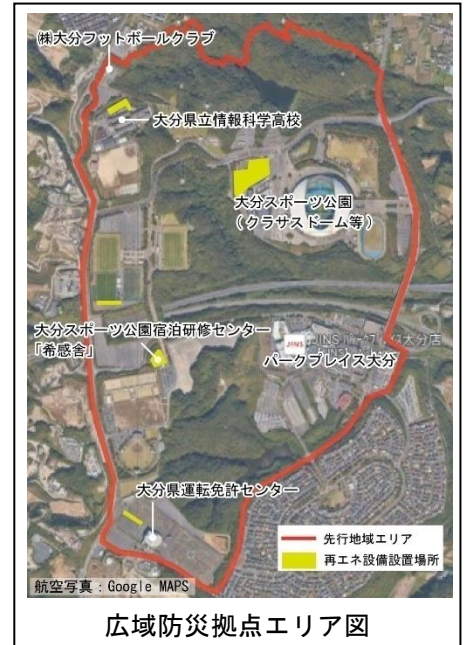 ㈱大分フットボールクラブ
大分県立情報科学高校
大分スポーツ公園
（クラサスドーム等）
大分スポーツ公園宿泊研修センター
「希感舎」
JINS
パークプレイス大分
大分県運転免許センター
先行地域エリア
再エネ設備設置場所
航空写真：Google MAPS
広域防災拠点エリア図